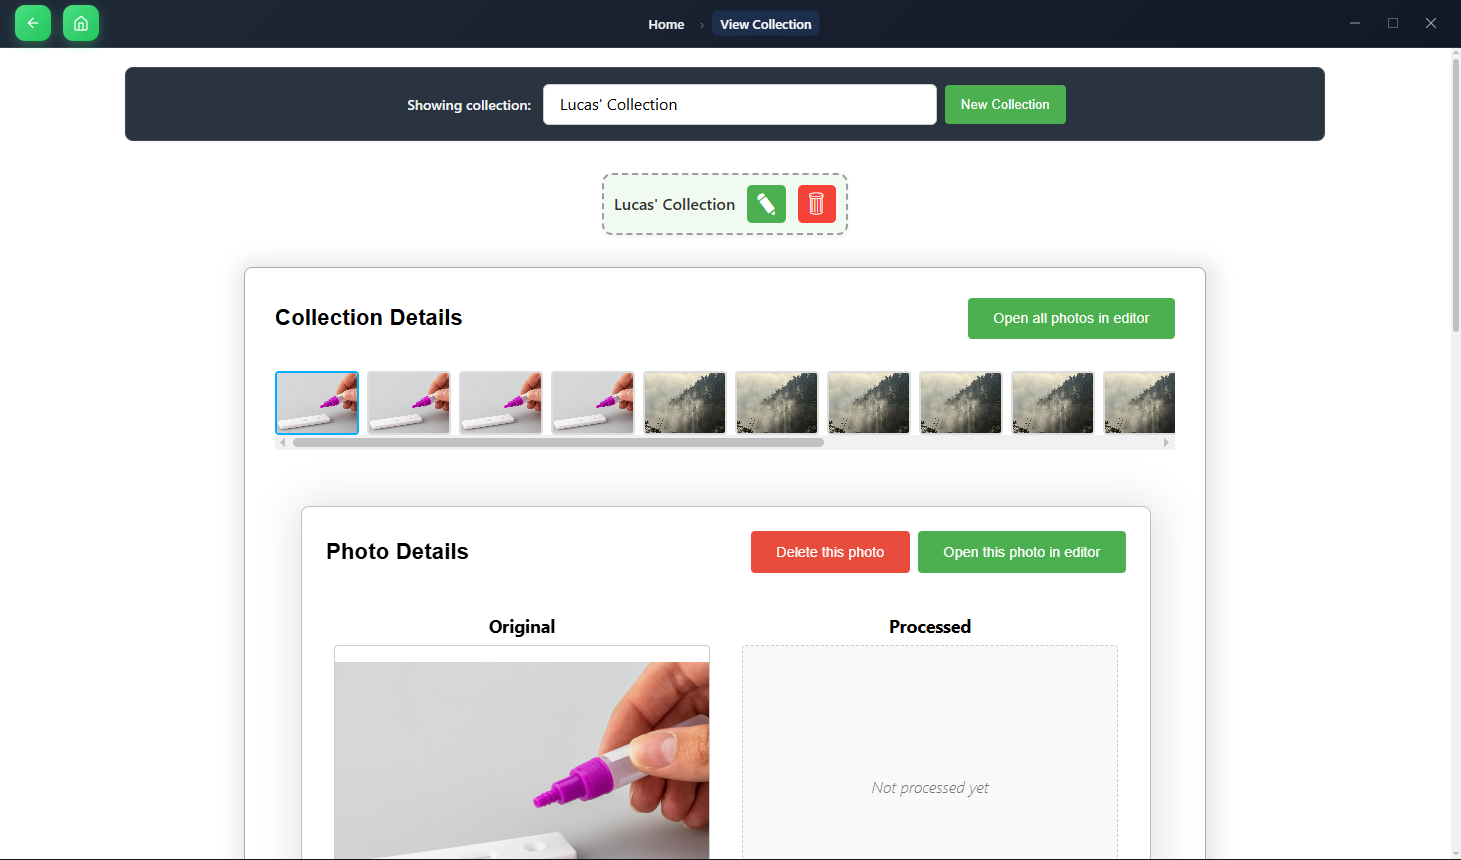 Home › View Collection
Showing collection: Lucas' Collection New Collection
Lucas' Collection
Collection Details Open all photos in editor
Photo Details Delete this photo Open this photo in editor
Original Processed
Not processed yet